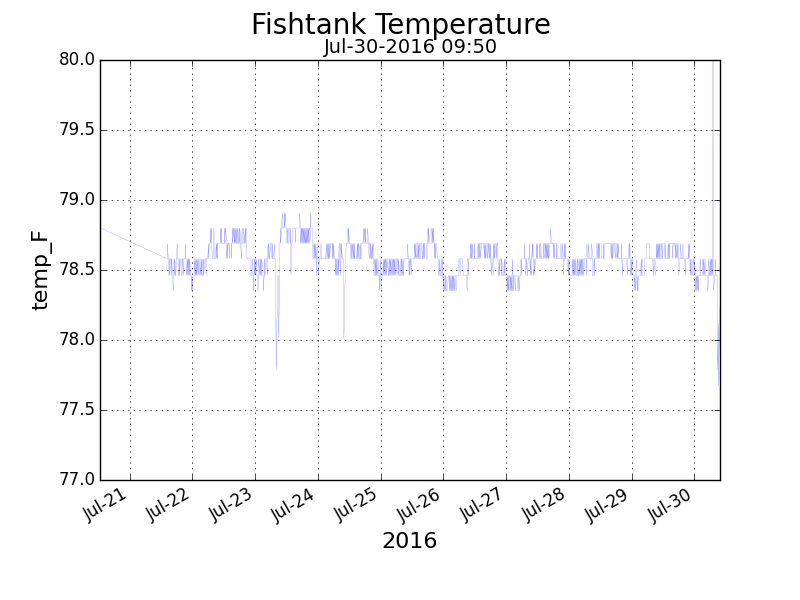 Fishtank Temperature
Jul-30-2016 09:50
80.0
79.5
79.0
78.5
78.0
77.5
77.0
temp_F
Jul-21
Jul-22
Jul-23
Jul-24
Jul-25
Jul-26
Jul-27
Jul-28
Jul-29
Jul-30
2016